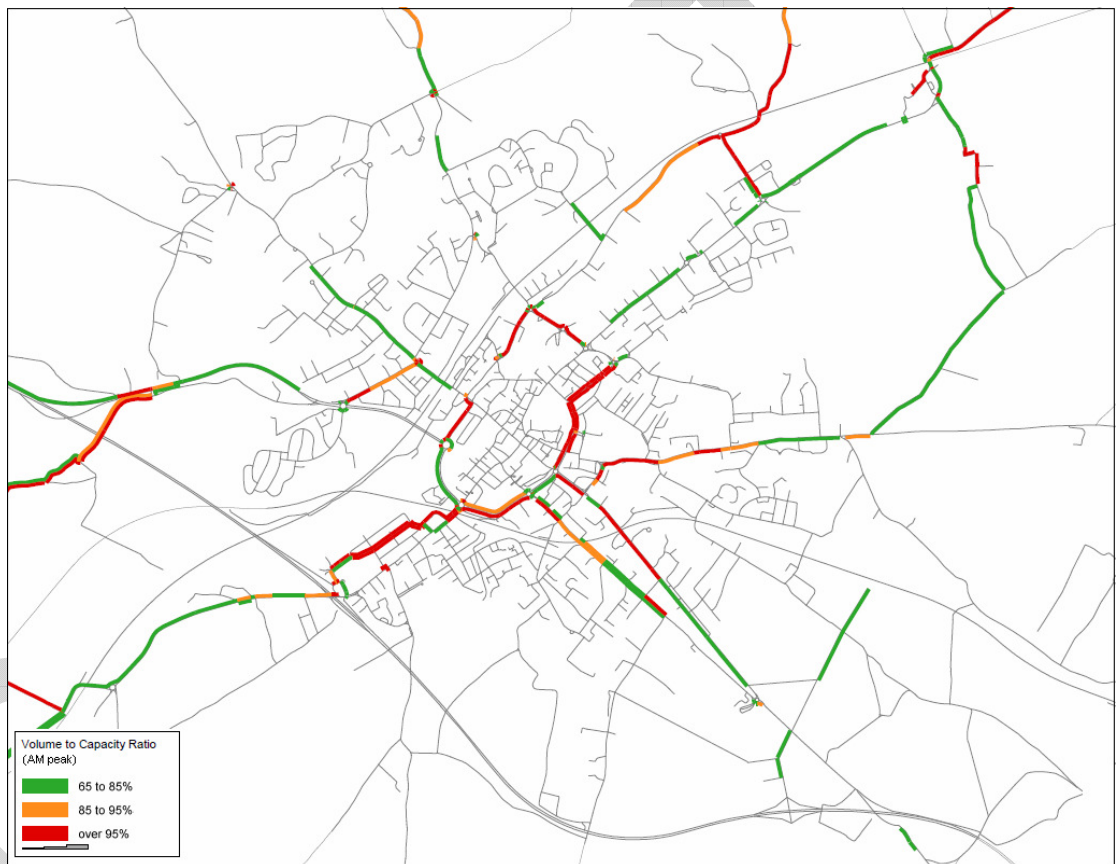 Volume to Capacity Ratio
(AM peak)
65 to 85%
85 to 95%
over 95%